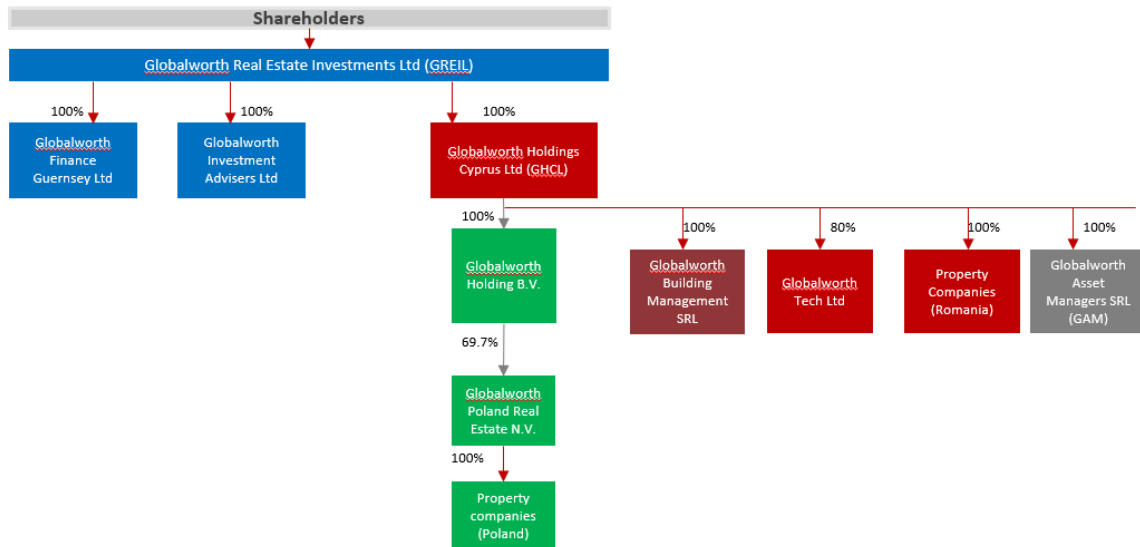 Shareholders
Globalworth Real Estate Investments Ltd (GREIL)
100%
100%
100%
Globalworth
Finance
Guernsey Ltd
Globalworth
Investment
Advisers Ltd
Globalworth Holdings
Cyprus Ltd (GHCL)
100%
100%
80%
100%
100%
Globalworth
Holding B.V.
Globalworth
Building
Management
SRL
Globalworth
Tech Ltd
Property
Companies
(Romania)
Globalworth
Asset
Managers SRL
(GAM)
69.7%
Globalworth
Poland Real
Estate N.V.
100%
Property
companies
(Poland)